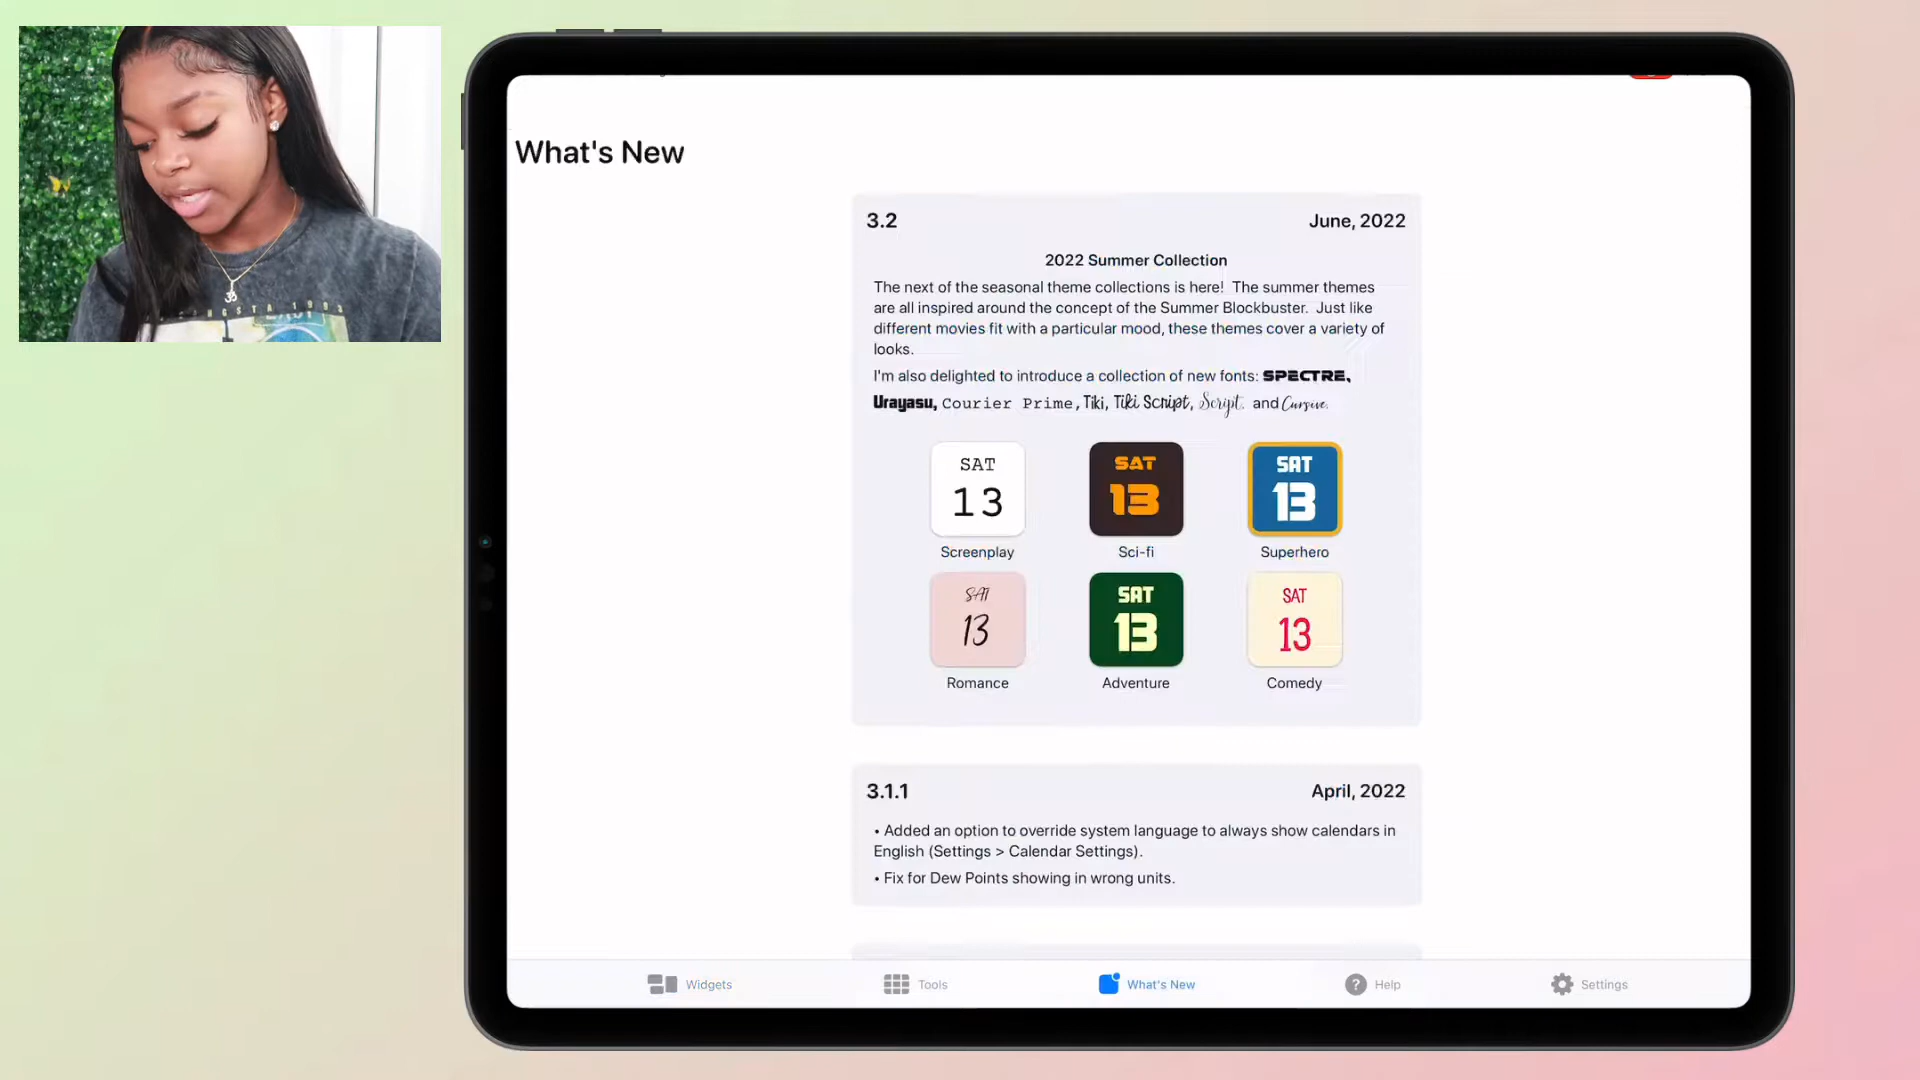 What's New
3.2
June, 2022
2022 Summer Collection
The next of the seasonal theme collections is here! The summer themes
are all inspired around the concept of the Summer Blockbuster. Just like
different movies fit with a particular mood, these themes cover a variety of
looks.
I'm also delighted to introduce a collection of new fonts: SPECTRE,
Urayasu, Courier Prime, Tiki, Tiki Script, Script, and Cursive.
SAT
13
Screenplay
SAT
13
Sci-fi
SAT
13
Superhero
SAT
13
Romance
SAT
13
Adventure
SAT
13
Comedy
3.1.1
April, 2022
• Added an option to override system language to always show calendars in
English (Settings > Calendar Settings).
• Fix for Dew Points showing in wrong units.
Widgets
Tools
What's New
Help
Settings